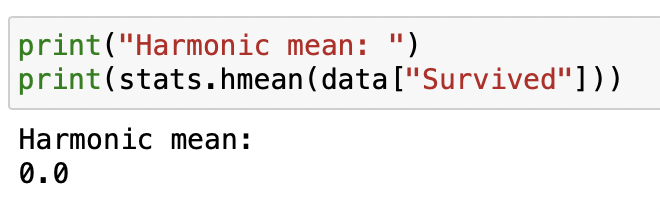 print("Harmonic mean: ")
print(stats.hmean(data["Survived"]))
Harmonic mean:
0.0